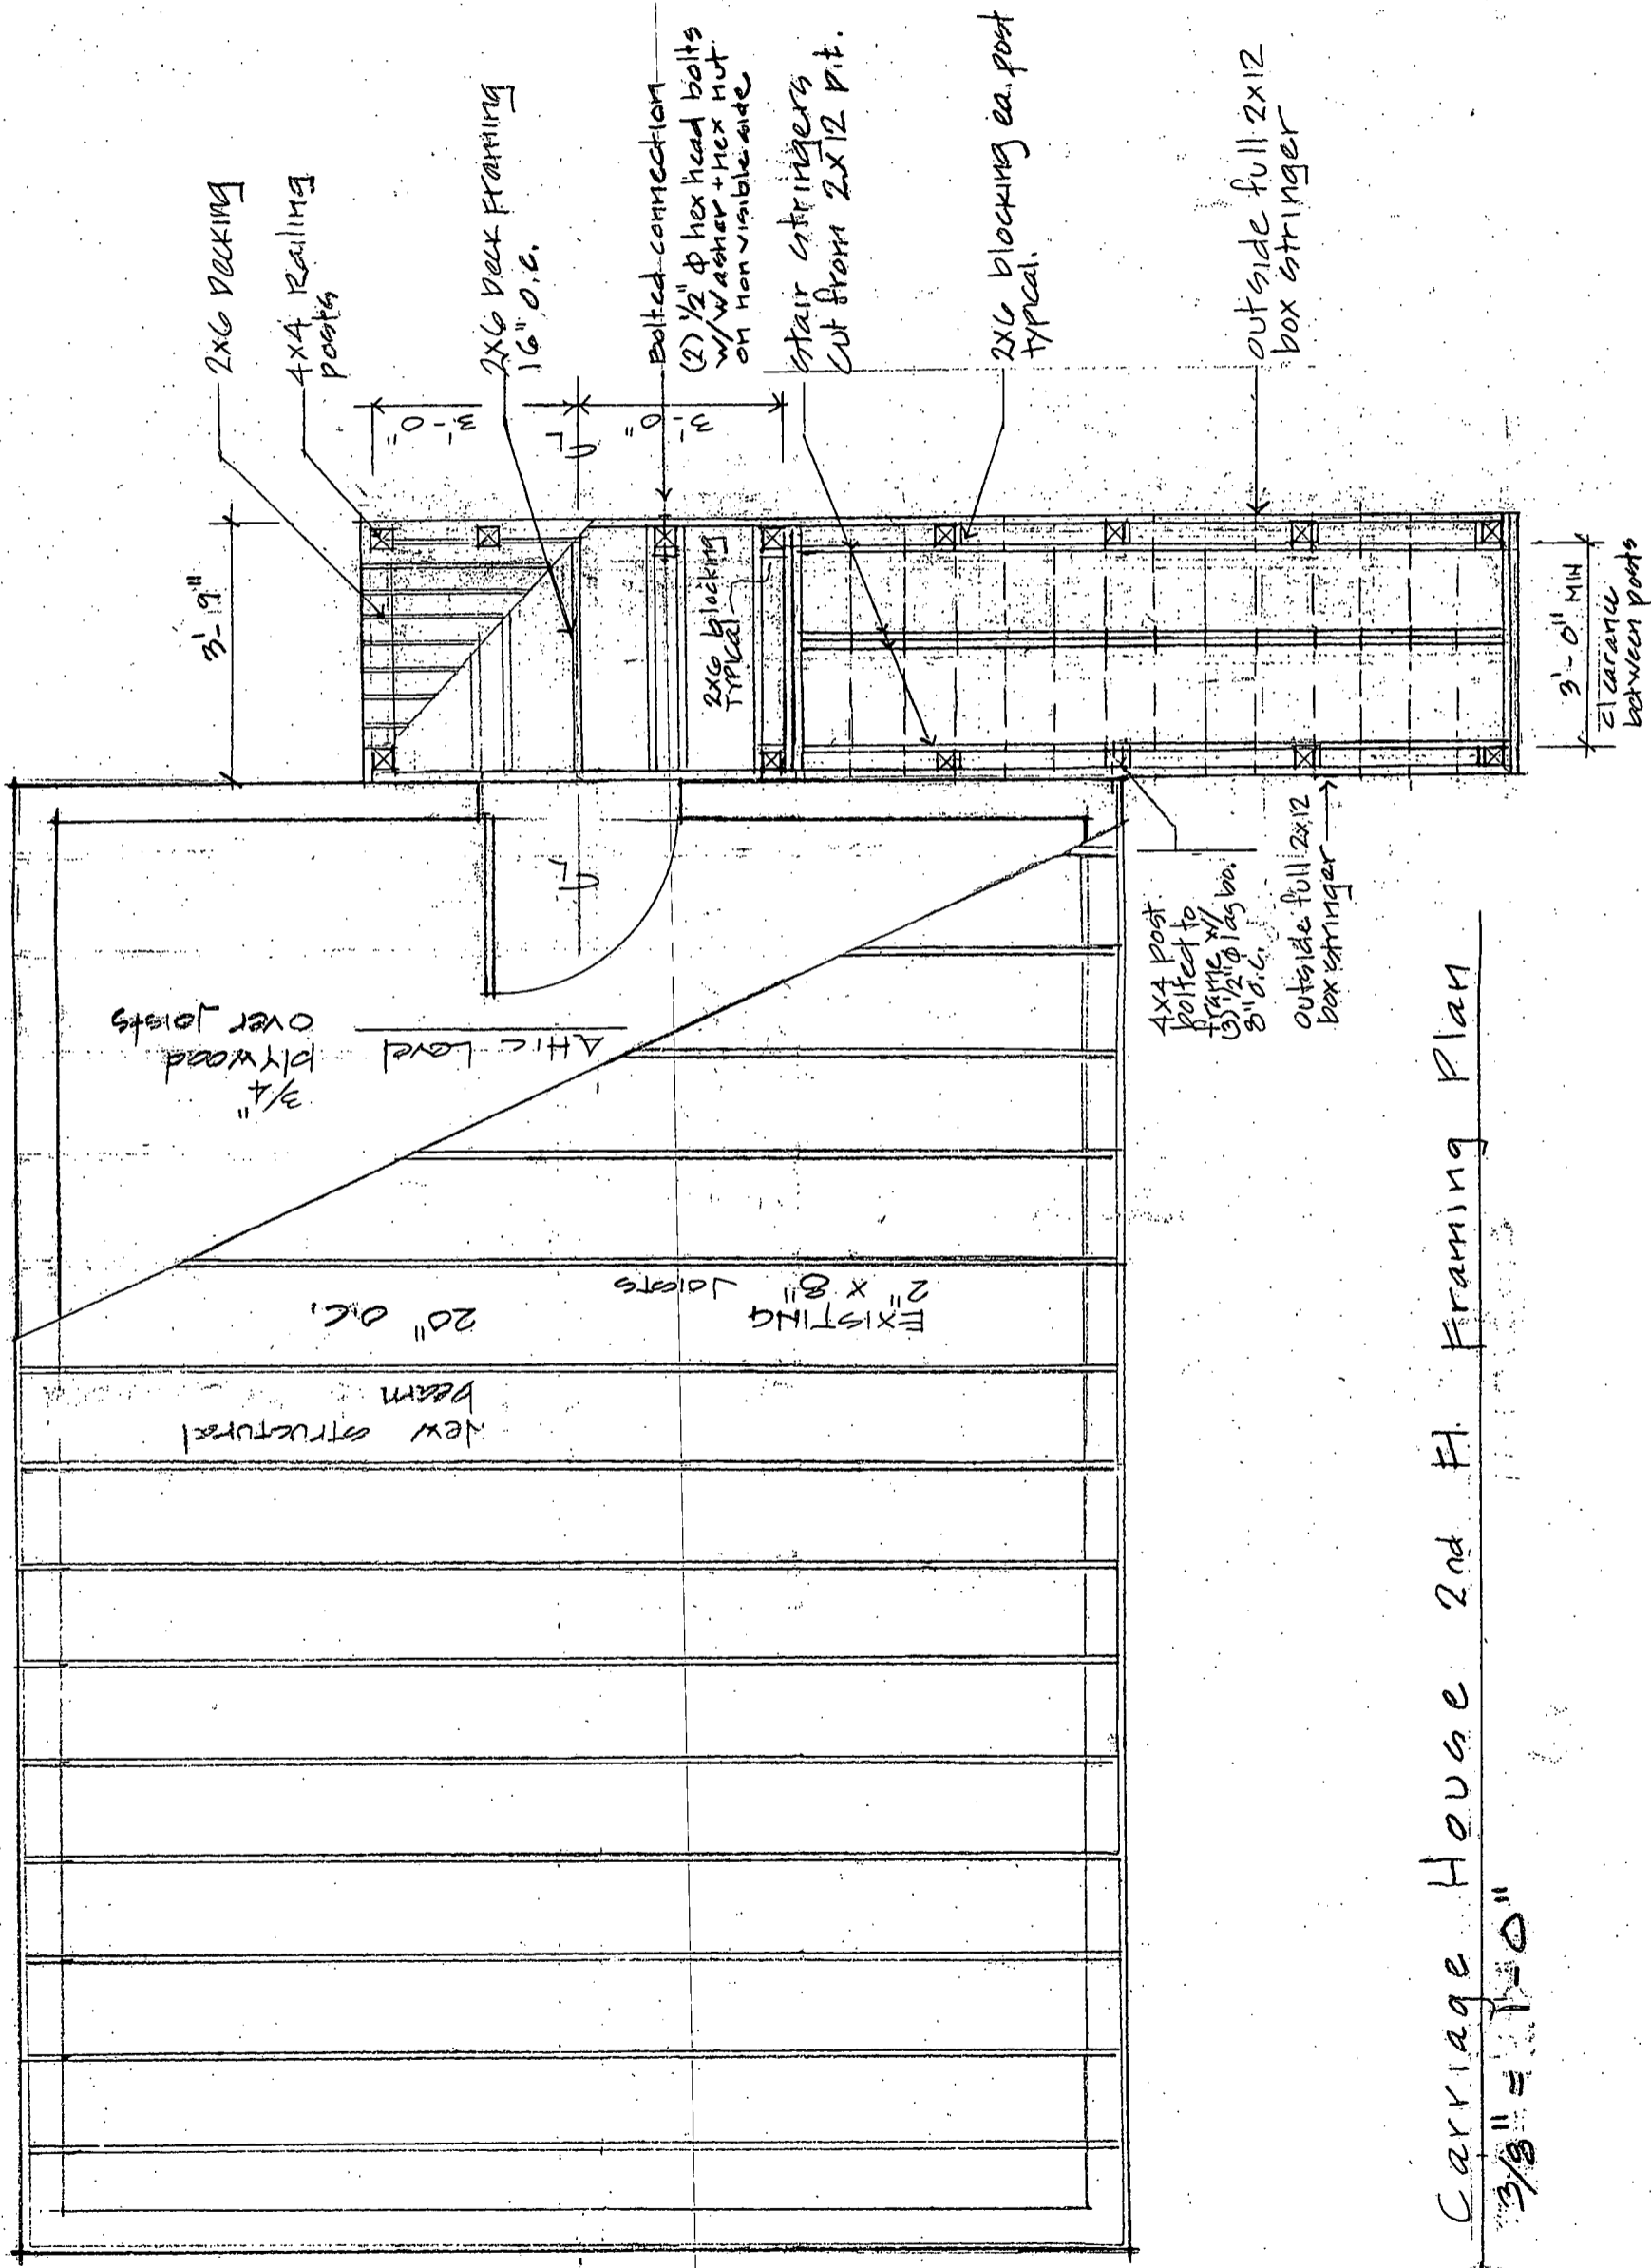 2x6 Decking
4x4 Railing
posts
3'-9"
2x6 Deck Framing
16" o.c.
3'-0"
3'-0"
Bolted connection
(2) 1/2" φ hex head bolts
w/washer + hex nut
on non visible side
stair stringers
cut from 2x12 p.t.
2x6 blocking
typical
2x6 blocking ea. post
typical.
outside full 2x12
box stringer
3'-0" MIN
clearance
between posts
4x4 post
bolted to
frame w/
(3) 1/2" φ lag bo.
8" o.c.
outside full 2x12
box stringer
3/4"
plywood
over joists
Attic Level
EXISTING
2" x 8"
Joists
20" O.C.
New structural
beam
Carriage House 2nd Fl. Framing Plan
3/8" = 1'-0"